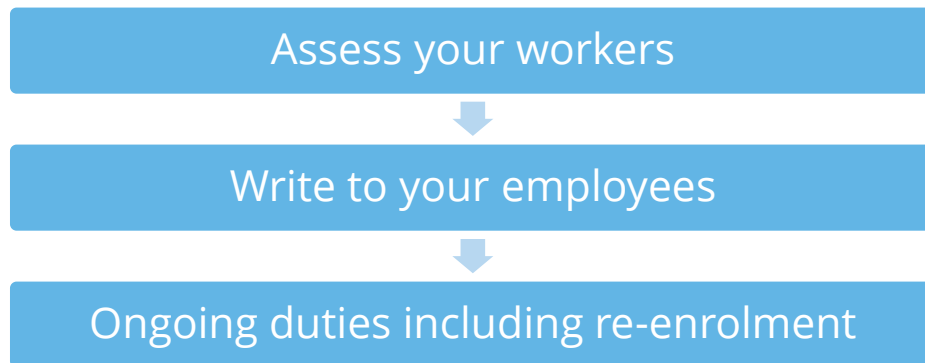 Assess your workers
Write to your employees
Ongoing duties including re-enrolment